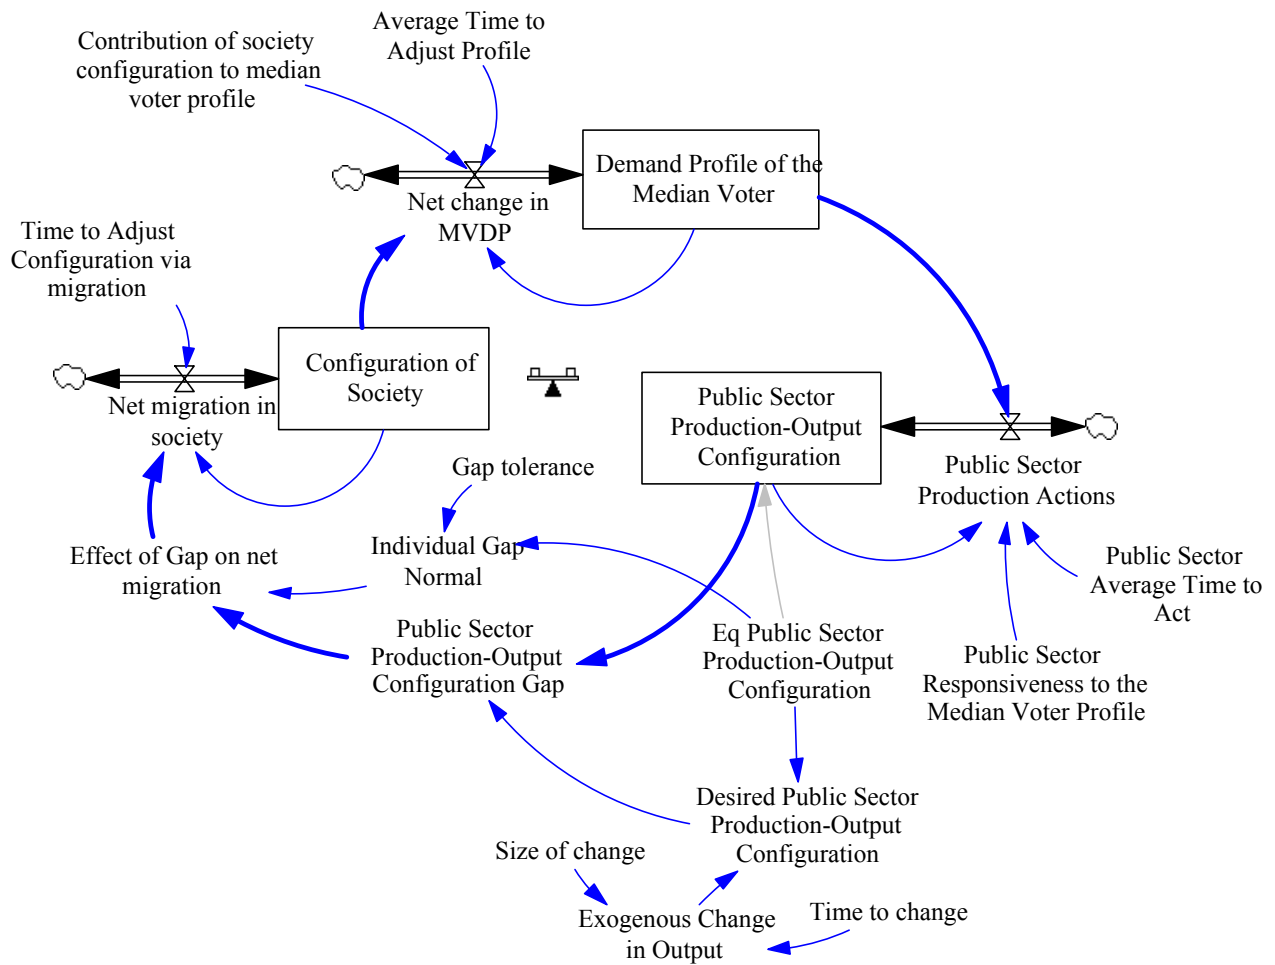 Average Time to
Adjust Profile
Contribution of society
configuration to median
voter profile
Demand Profile of the
Median Voter
Net change in
MVDP
Time to Adjust
Configuration via
migration
Configuration of
Society
Net migration in
society
Public Sector
Production-Output
Configuration
Public Sector
Production Actions
Gap tolerance
Individual Gap
Normal
Effect of Gap on net
migration
Public Sector
Average Time to
Act
Public Sector
Production-Output
Configuration Gap
Eq Public Sector
Production-Output
Configuration
Public Sector
Responsiveness to the
Median Voter Profile
Desired Public Sector
Production-Output
Configuration
Size of change
Exogenous Change
in Output
Time to change